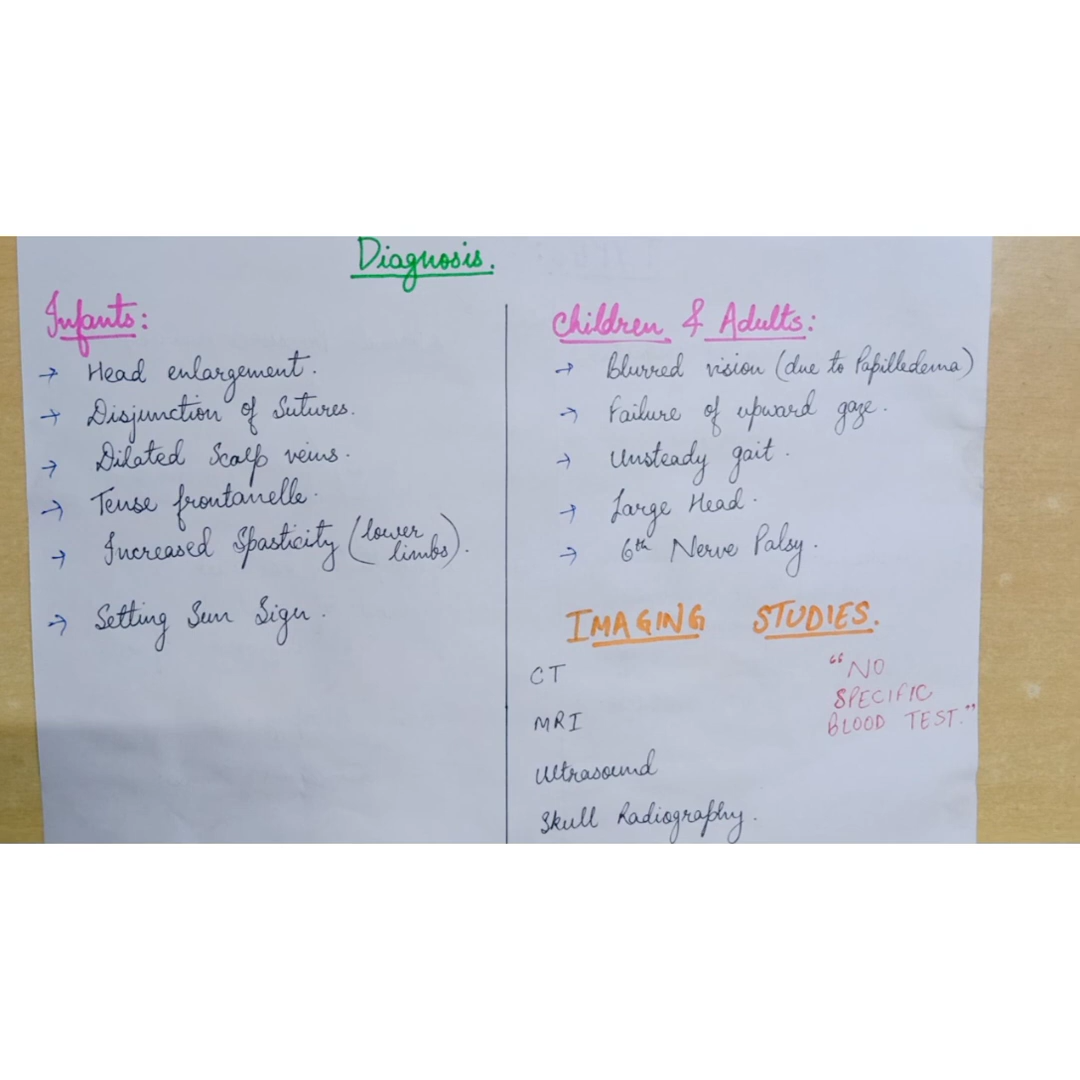 Diagnosis.
Infants:
→ Head enlargement.
→ Disjunction of Sutures.
→ Dilated Scalp veins.
→ Tense frontanelle.
→ Increased Spasticity (lower
limbs).
→ Setting Sun Sign.
Children & Adults:
→ Blurred vision (due to Papilledema)
→ Failure of upward gaze.
→ Unsteady gait.
→ Large Head.
→ 6th Nerve Palsy.
IMAGING STUDIES.
CT
MRI
Ultrasound
Skull Radiography.
"NO
SPECIFIC
BLOOD TEST."